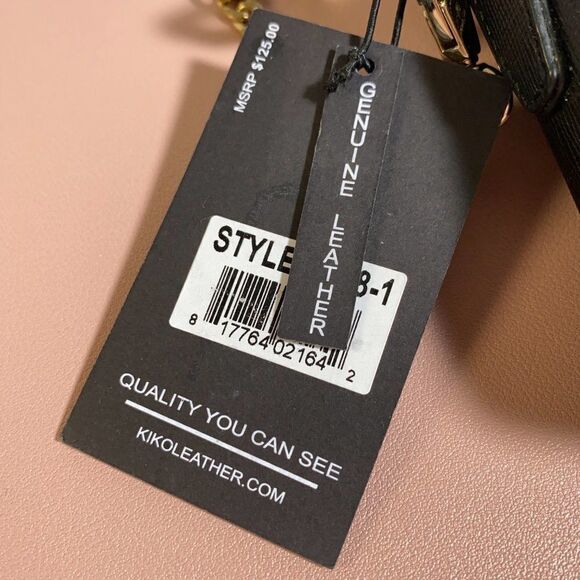 MSRP $125.00
GENUINE LEATHER
STYLE 8-1
8 17764 02164 2
QUALITY YOU CAN SEE
KIKOLEATHER.COM